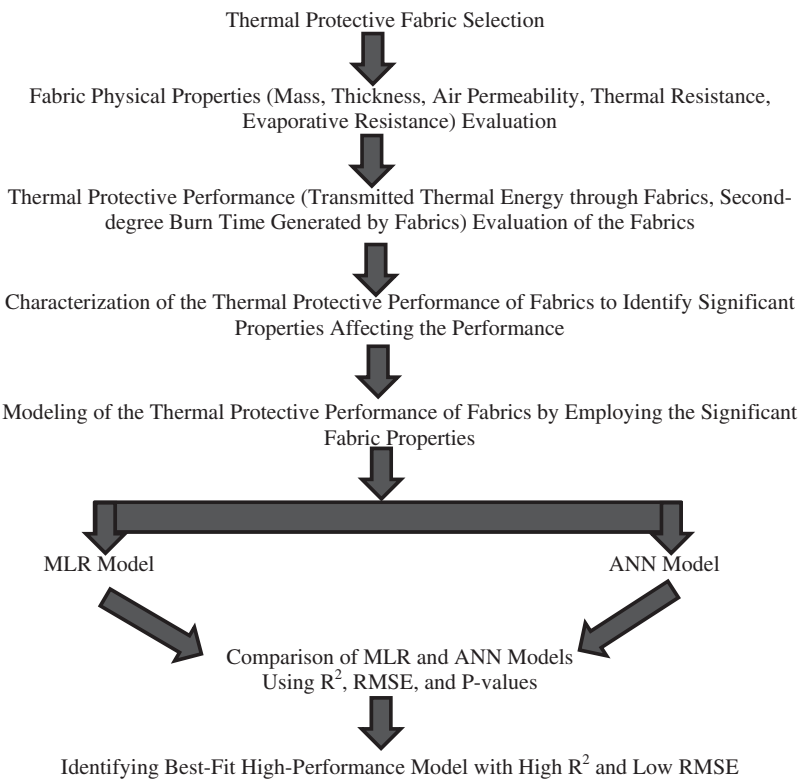 Thermal Protective Fabric Selection
Fabric Physical Properties (Mass, Thickness, Air Permeability, Thermal Resistance,
Evaporative Resistance) Evaluation
Thermal Protective Performance (Transmitted Thermal Energy through Fabrics, Second-
degree Burn Time Generated by Fabrics) Evaluation of the Fabrics
Characterization of the Thermal Protective Performance of Fabrics to Identify Significant
Properties Affecting the Performance
Modeling of the Thermal Protective Performance of Fabrics by Employing the Significant
Fabric Properties
MLR Model
ANN Model
Comparison of MLR and ANN Models
Using R², RMSE, and P-values
Identifying Best-Fit High-Performance Model with High R² and Low RMSE